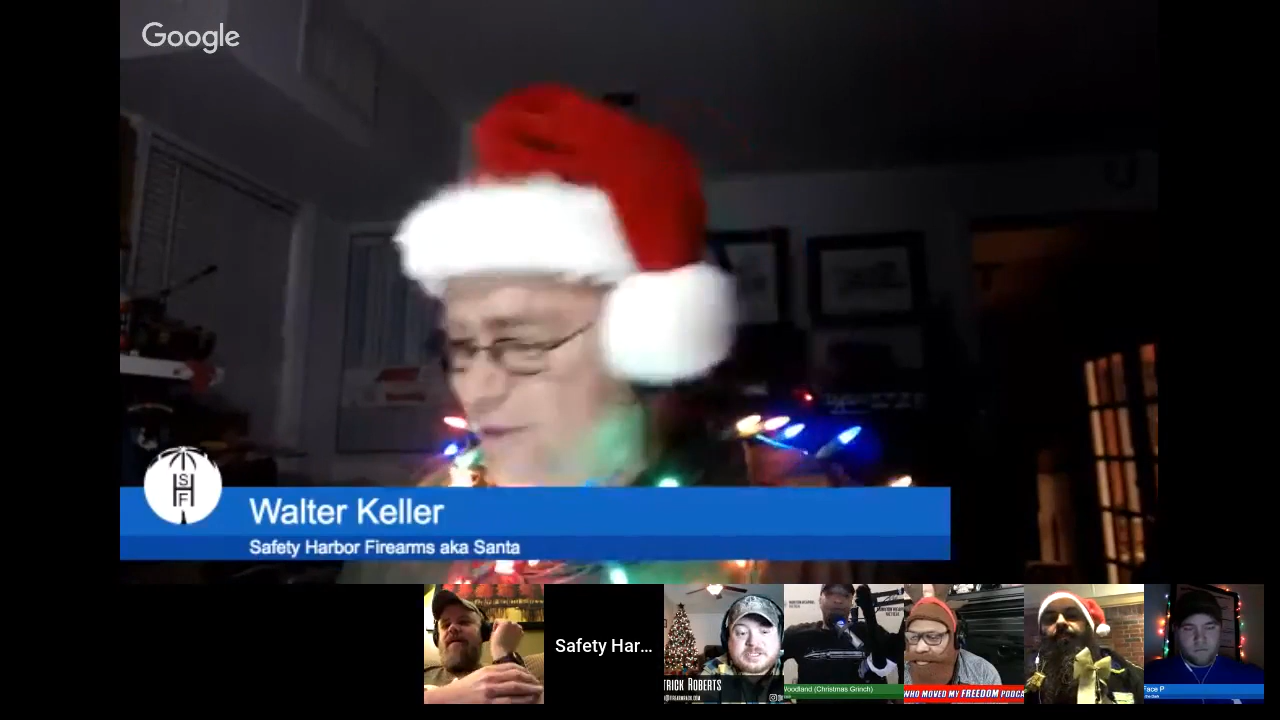 Google
SHF
Walter Keller
Safety Harbor Firearms aka Santa
Safety Har...
TRICK ROBERTS
Woodland (Christmas Grinch)
WHO MOVED MY FREEDOM PODCA
Face P